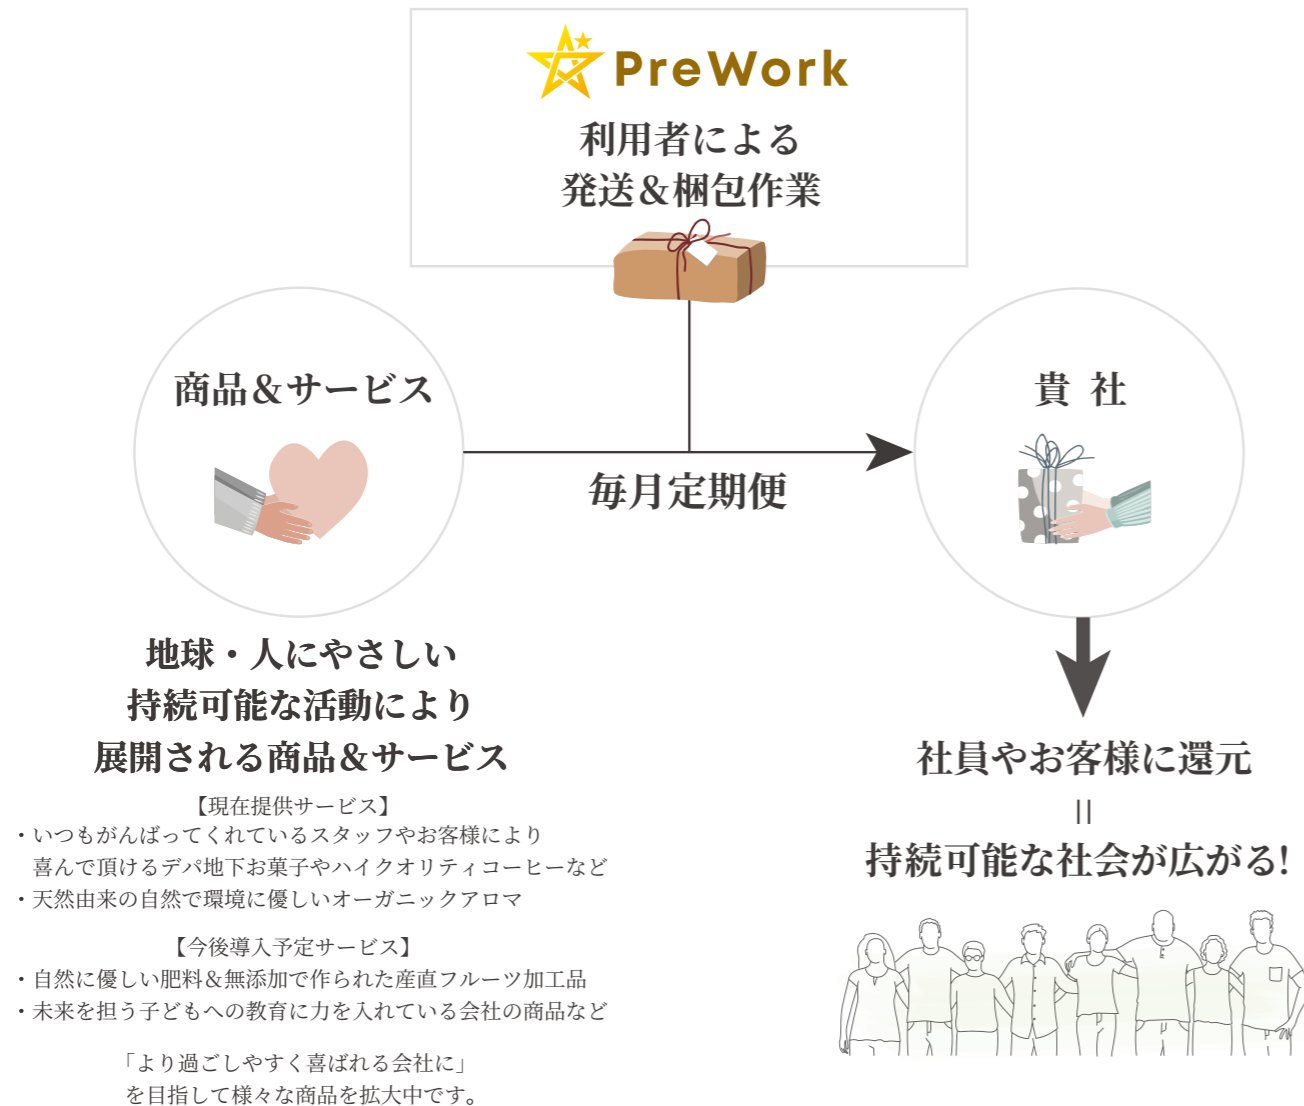 PreWork
利用者による
発送＆梱包作業
商品＆サービス
貴 社
毎月定期便
地球・人にやさしい
持続可能な活動により
展開される商品＆サービス
【現在提供サービス】
・いつもがんばってくれているスタッフやお客様により
喜んで頂けるデパ地下お菓子やハイクオリティコーヒーなど
・天然由来の自然で環境に優しいオーガニックアロマ
【今後導入予定サービス】
・自然に優しい肥料＆無添加で作られた産直フルーツ加工品
・未来を担う子どもへの教育に力を入れている会社の商品など
「より過ごしやすく喜ばれる会社に」
を目指して様々な商品を拡大中です。
社員やお客様に還元
＝
持続可能な社会が広がる!